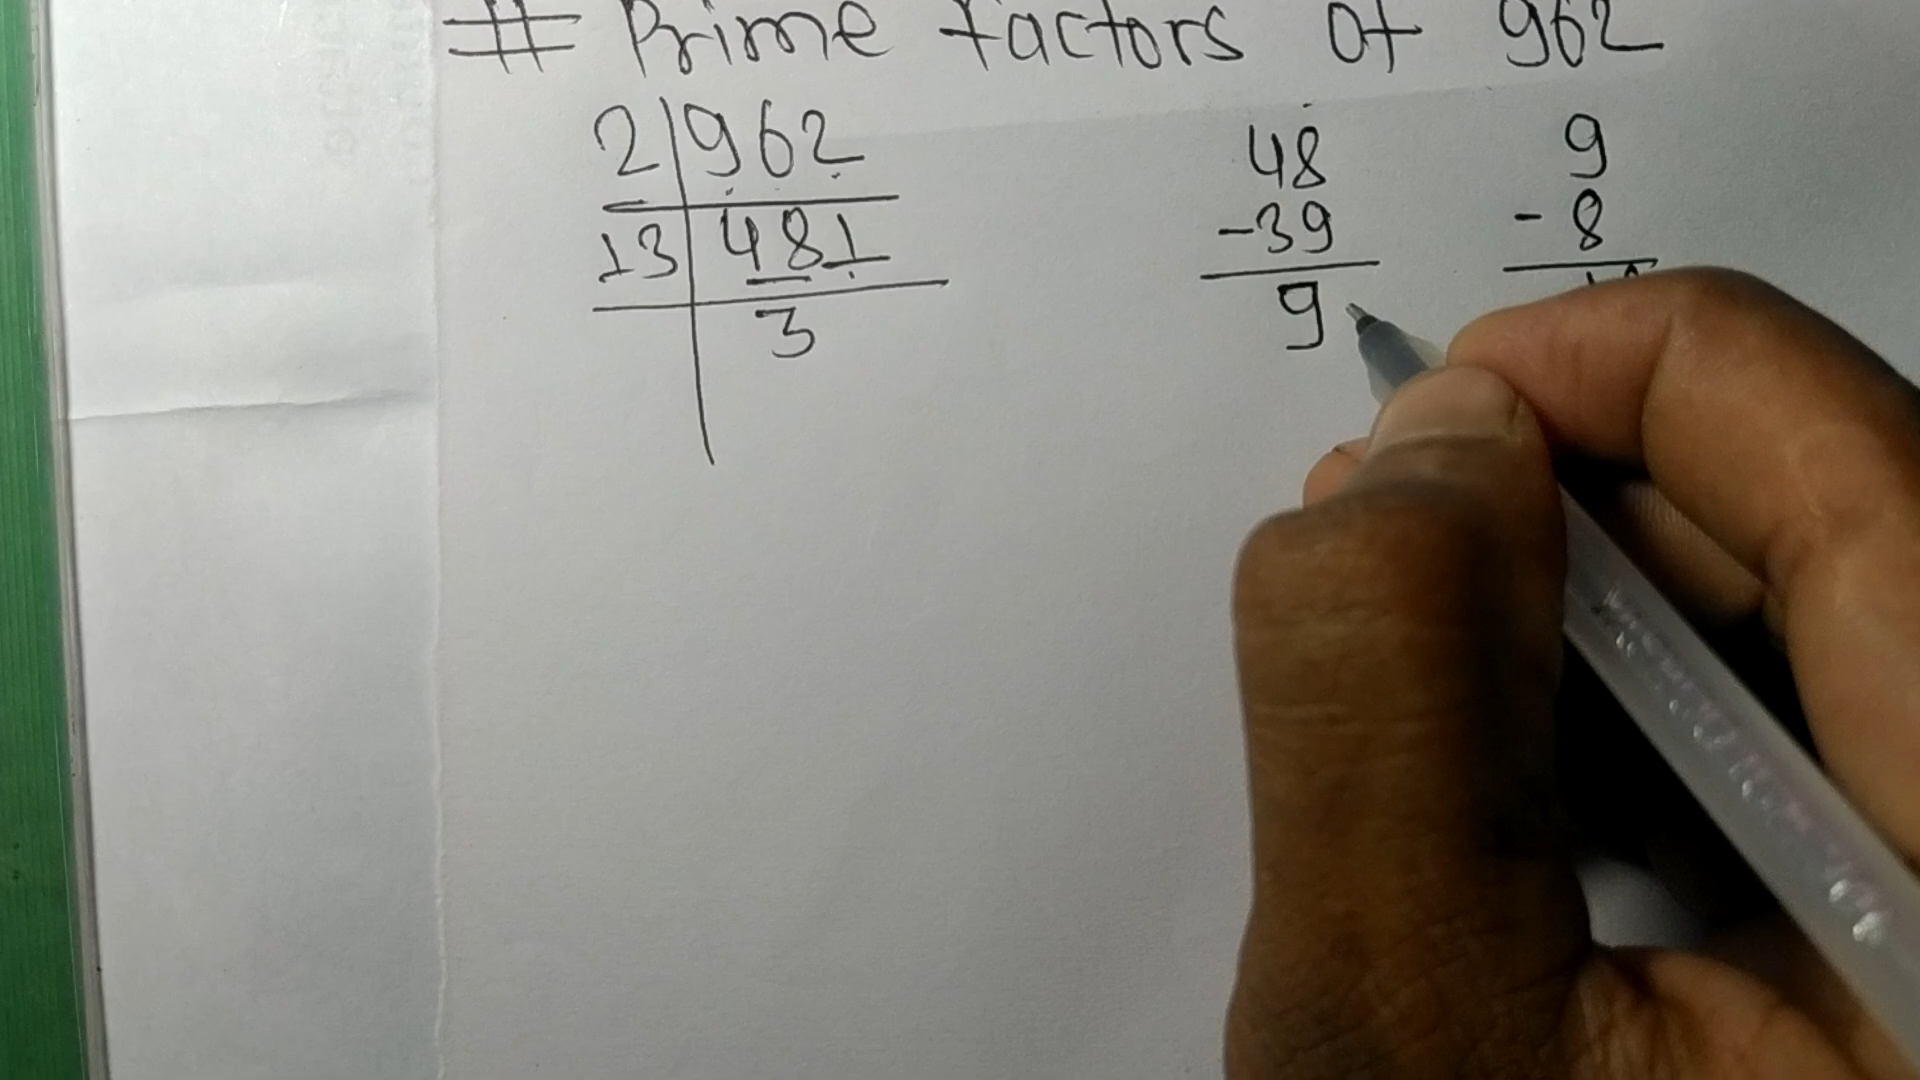 # Prime factors of 962
2 | 962
13 | 481
3
48
-39
9
9
- 8